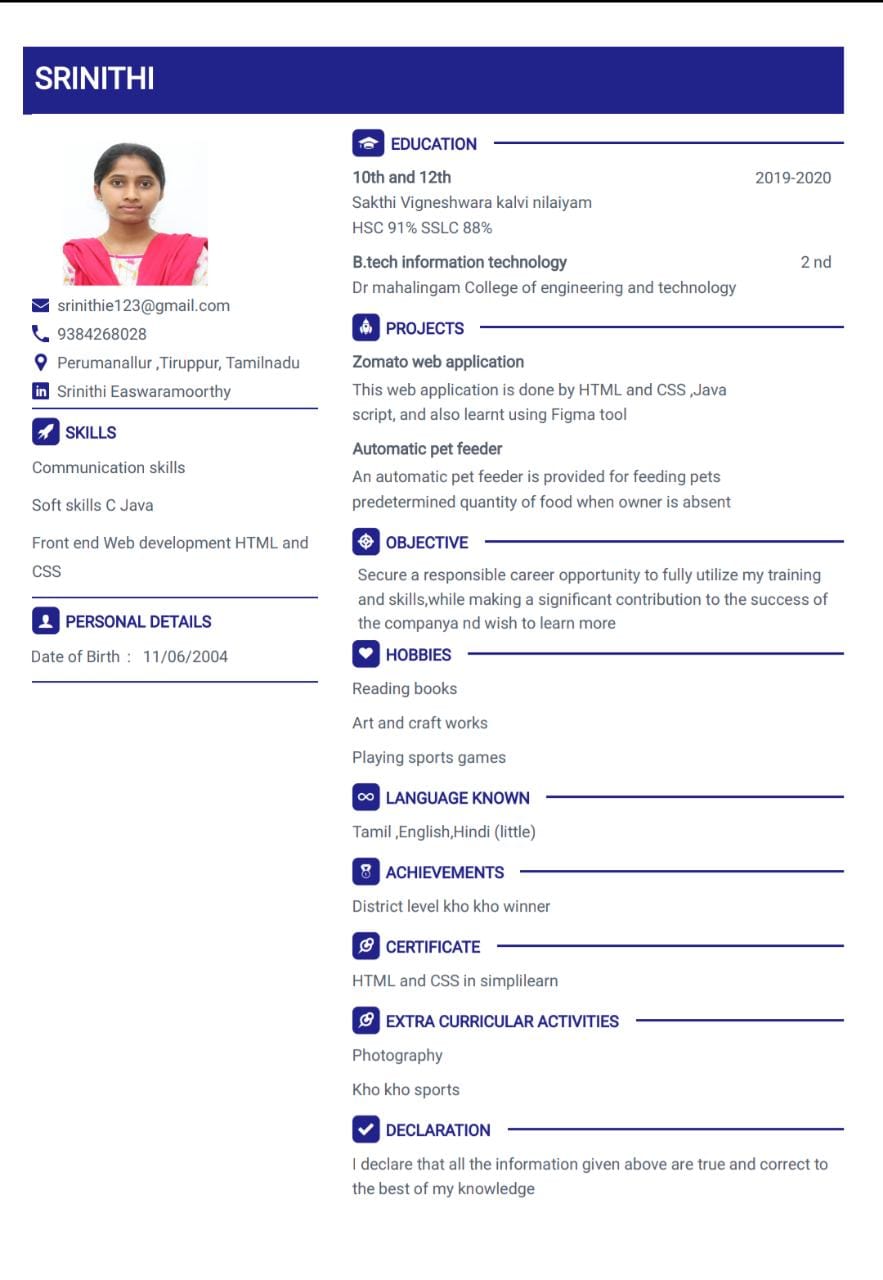 SRINITHI
srinithie123@gmail.com
9384268028
Perumanallur ,Tiruppur, Tamilnadu
in Srinithi Easwaramoorthy
SKILLS
Communication skills
Soft skills C Java
Front end Web development HTML and
CSS
PERSONAL DETAILS
Date of Birth : 11/06/2004
EDUCATION
10th and 12th 2019-2020
Sakthi Vigneshwara kalvi nilaiyam
HSC 91% SSLC 88%
B.tech information technology 2 nd
Dr mahalingam College of engineering and technology
PROJECTS
Zomato web application
This web application is done by HTML and CSS ,Java
script, and also learnt using Figma tool
Automatic pet feeder
An automatic pet feeder is provided for feeding pets
predetermined quantity of food when owner is absent
OBJECTIVE
Secure a responsible career opportunity to fully utilize my training
and skills,while making a significant contribution to the success of
the companya nd wish to learn more
HOBBIES
Reading books
Art and craft works
Playing sports games
LANGUAGE KNOWN
Tamil ,English,Hindi (little)
ACHIEVEMENTS
District level kho kho winner
CERTIFICATE
HTML and CSS in simplilearn
EXTRA CURRICULAR ACTIVITIES
Photography
Kho kho sports
DECLARATION
I declare that all the information given above are true and correct to
the best of my knowledge